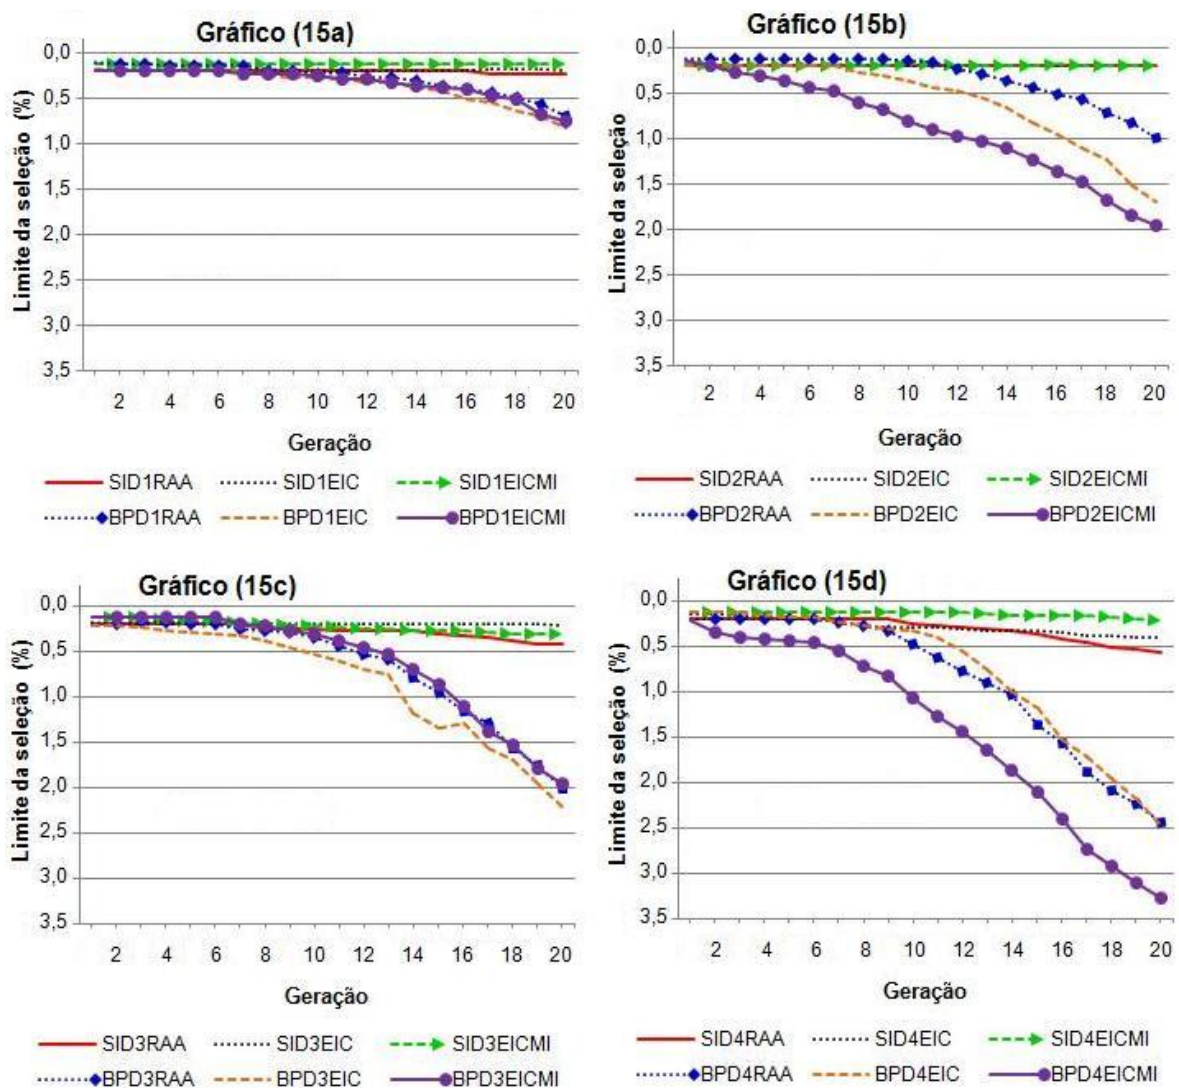 Gráfico (15a)
Limite da seleção (%)
0,0
0,5
1,0
1,5
2,0
2,5
3,0
3,5
2 4 6 8 10 12 14 16 18 20
Geração
SID1RAA SID1EIC SID1EICMI
BPD1RAA BPD1EIC BPD1EICMI
Gráfico (15b)
Limite da seleção
0,0
0,5
1,0
1,5
2,0
2,5
3,0
3,5
2 4 6 8 10 12 14 16 18 20
Geração
SID2RAA SID2EIC SID2EICMI
BPD2RAA BPD2EIC BPD2EICMI
Gráfico (15c)
Limite da seleção (%)
0,0
0,5
1,0
1,5
2,0
2,5
3,0
3,5
2 4 6 8 10 12 14 16 18 20
Geração
SID3RAA SID3EIC SID3EICMI
BPD3RAA BPD3EIC BPD3EICMI
Gráfico (15d)
Limite da seleção (%)
0,0
0,5
1,0
1,5
2,0
2,5
3,0
3,5
2 4 6 8 10 12 14 16 18 20
Geração
SID4RAA SID4EIC SID4EICMI
BPD4RAA BPD4EIC BPD4EICMI